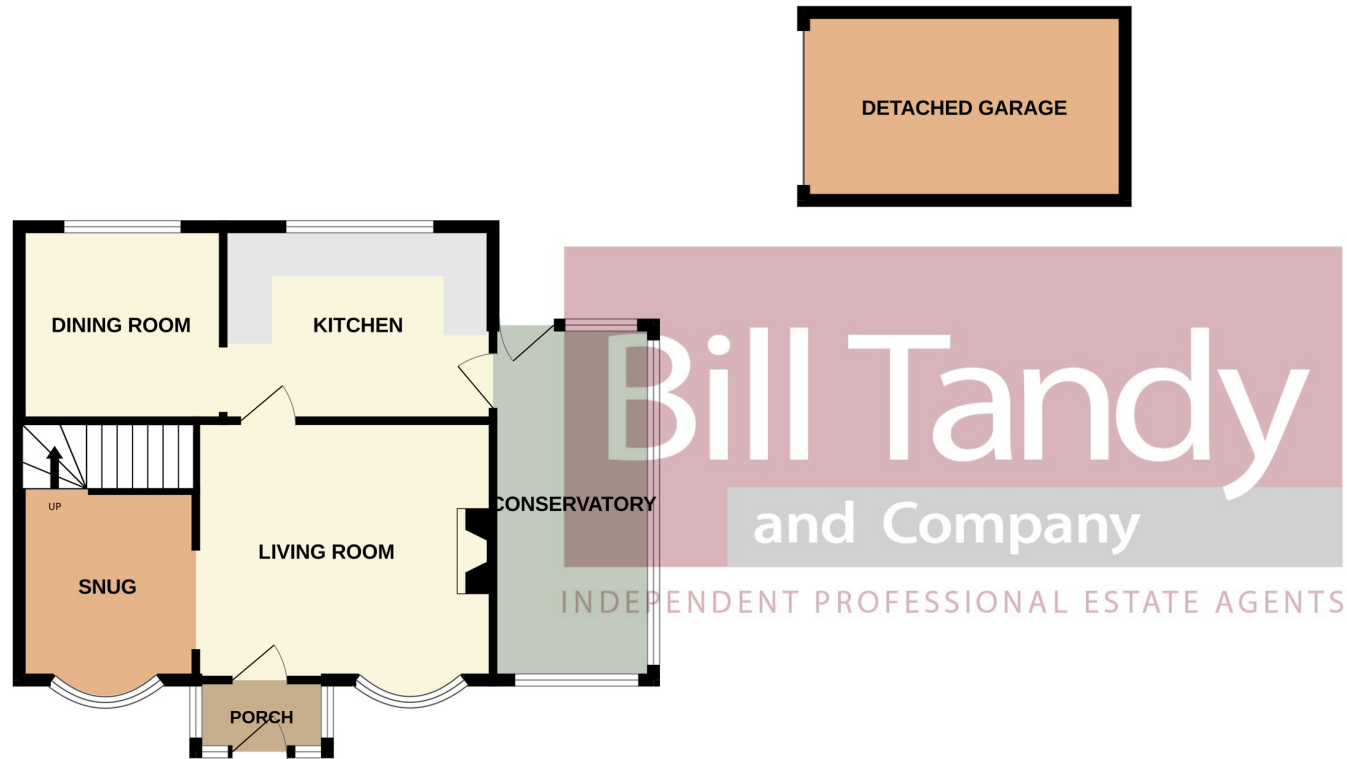 DETACHED GARAGE
DINING ROOM
KITCHEN
Bill Tandy
and Company
INDEPENDENT PROFESSIONAL ESTATE AGENTS
CONSERVATORY
UP
LIVING ROOM
SNUG
PORCH